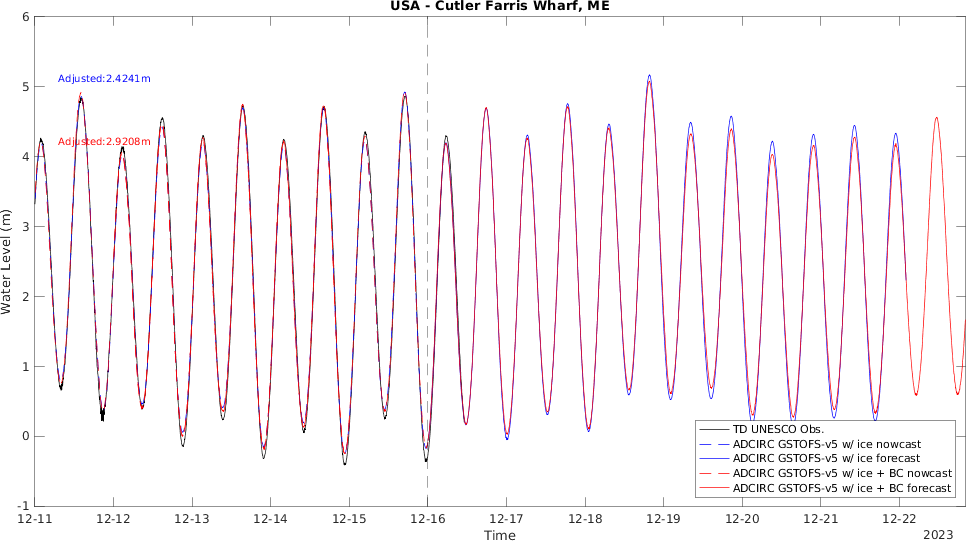 USA - Cutler Farris Wharf, ME
6
5
4
3
2
1
0
-1
Water Level (m)
Adjusted:2.4241m
Adjusted:2.9208m
TD UNESCO Obs.
ADCIRC GSTOFS-v5 w/ ice nowcast
ADCIRC GSTOFS-v5 w/ ice forecast
ADCIRC GSTOFS-v5 w/ ice + BC nowcast
ADCIRC GSTOFS-v5 w/ ice + BC forecast
12-11 12-12 12-13 12-14 12-15 12-16 12-17 12-18 12-19 12-20 12-21 12-22
Time
2023